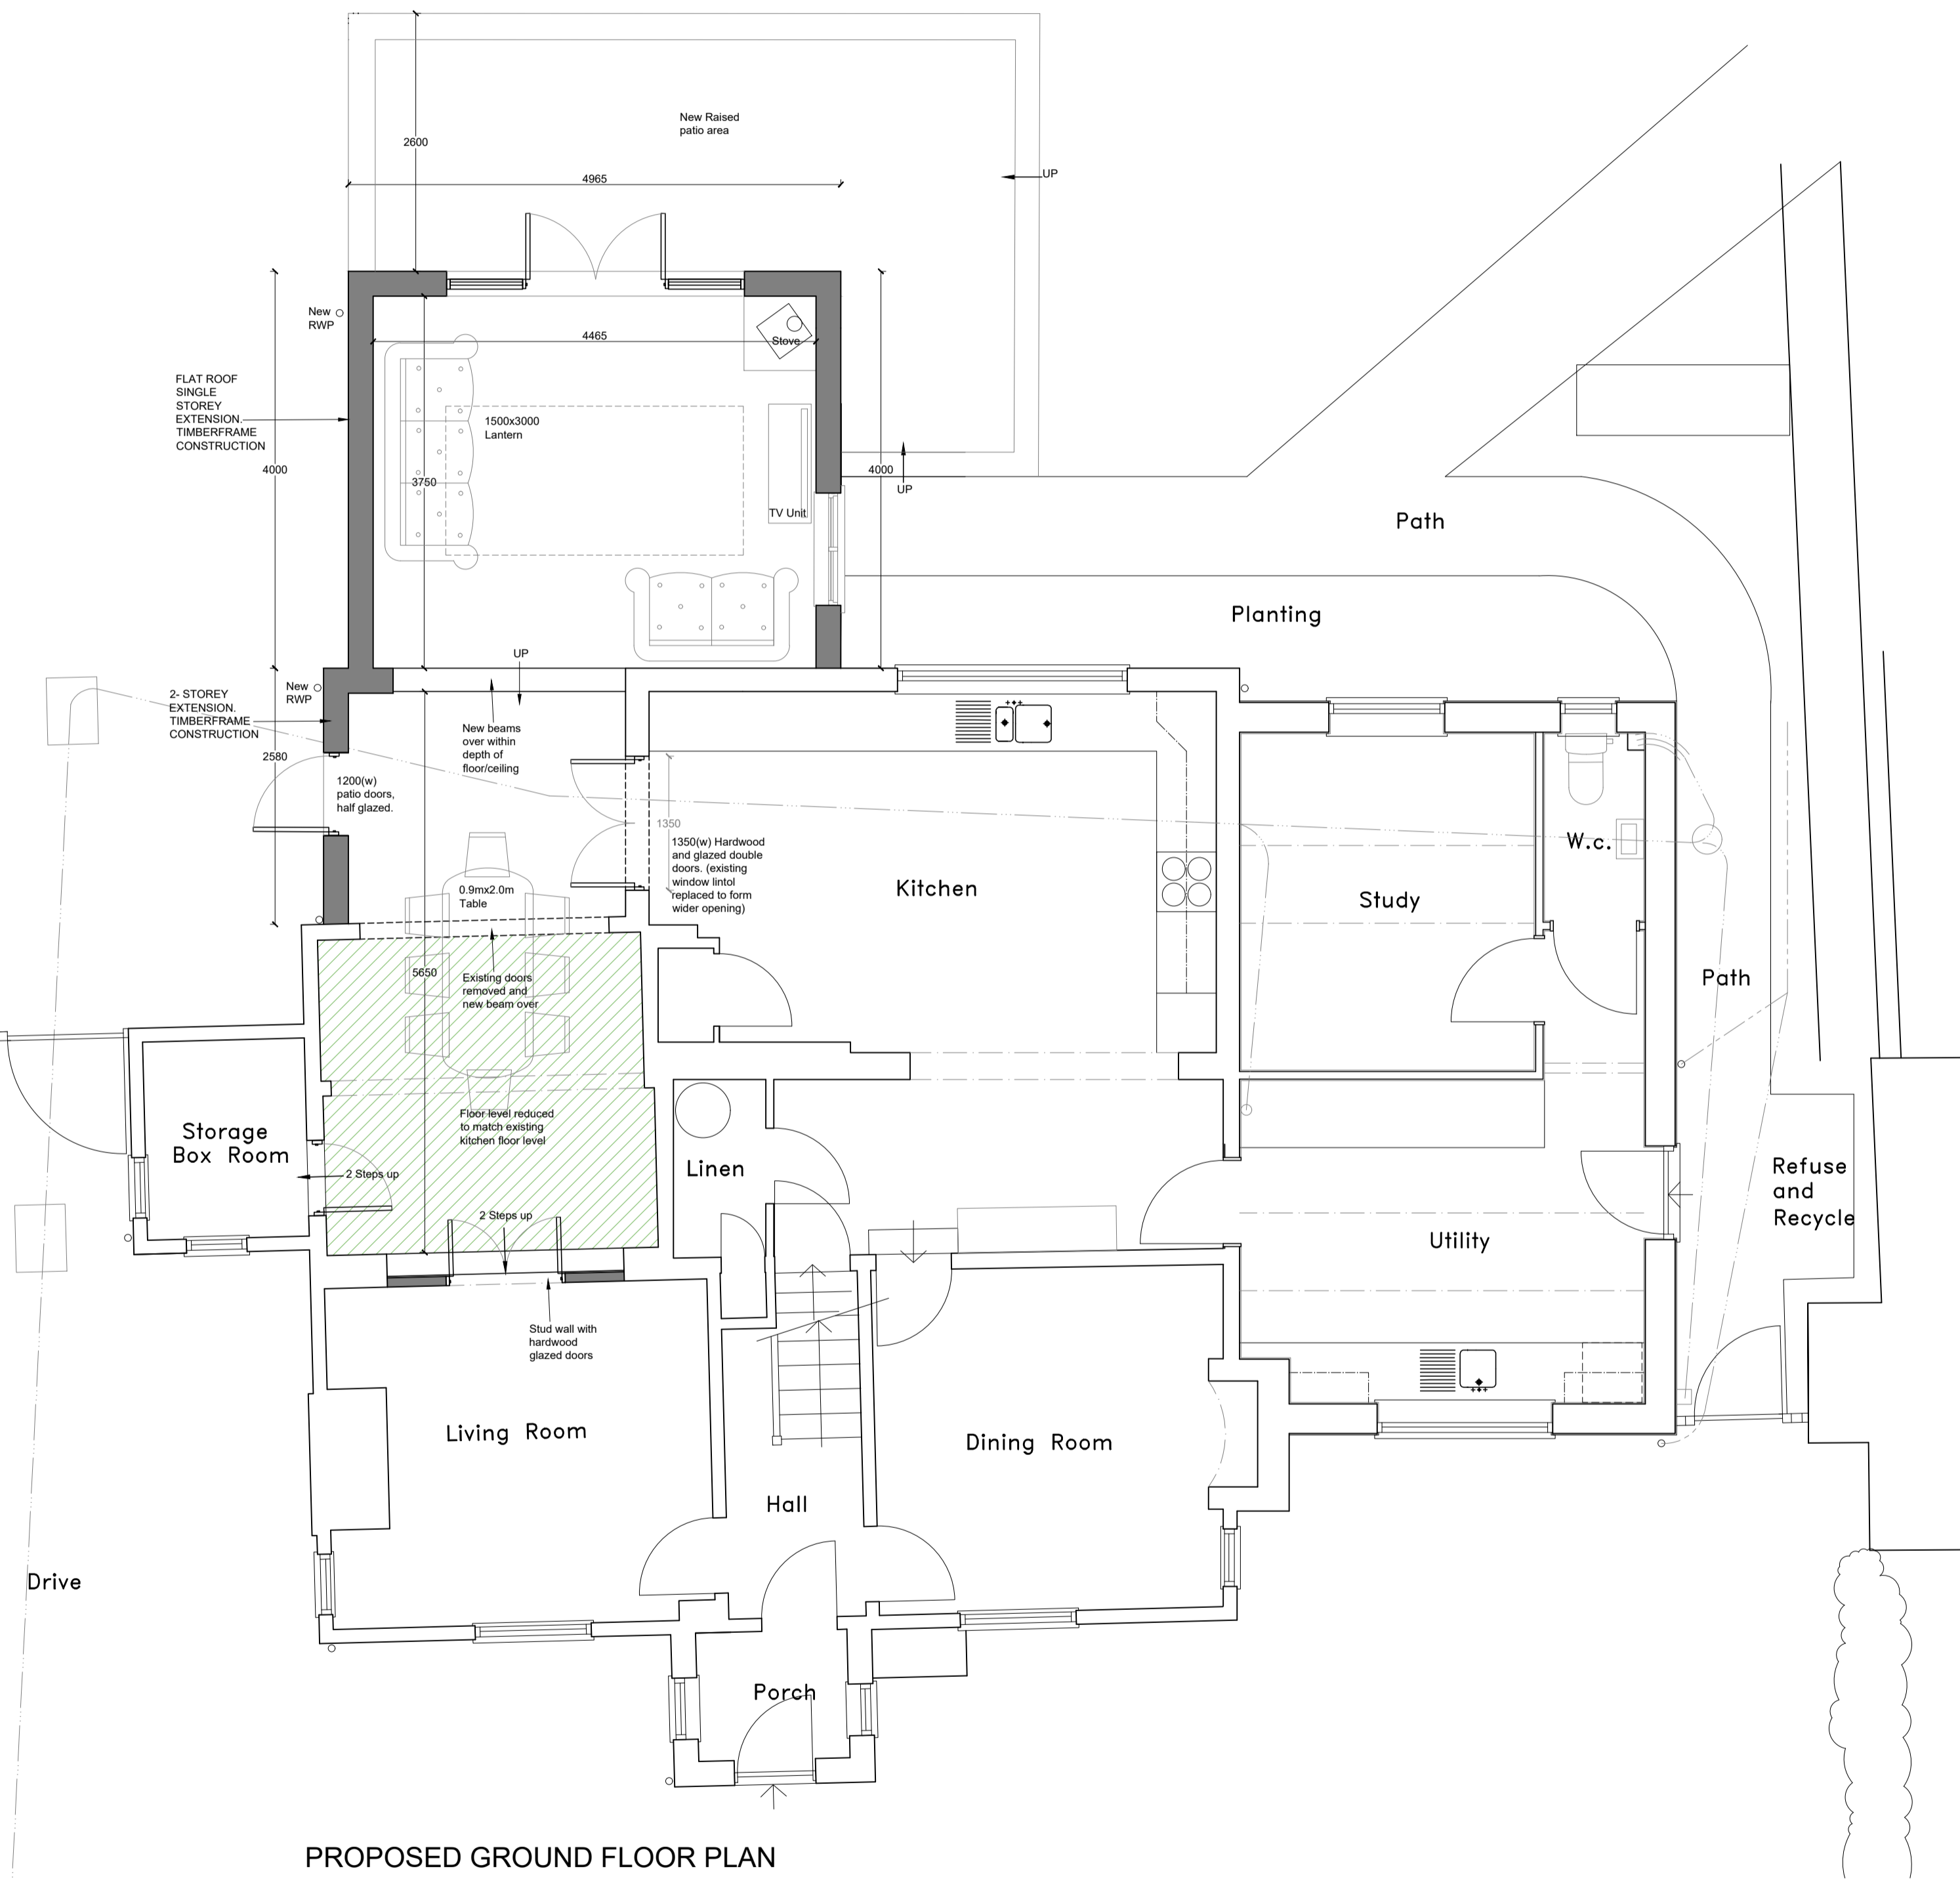 New Raised
patio area
2600
4965
UP
New
RWP
4465
Stove
FLAT ROOF
SINGLE
STOREY
EXTENSION.
TIMBERFRAME
CONSTRUCTION
1500x3000
Lantern
4000
3750
4000
UP
TV Unit
Path
Planting
UP
2- STOREY
EXTENSION.
TIMBERFRAME
CONSTRUCTION
New
RWP
2580
New beams
over within
depth of
floor/ceiling
1200(w)
patio doors,
half glazed.
1350
1350(w) Hardwood
and glazed double
doors. (existing
window lintol
replaced to form
wider opening)
Kitchen
Study
W.c.
0.9mx2.0m
Table
5650
Existing doors
removed and
new beam over
Path
Floor level reduced
to match existing
kitchen floor level
Storage
Box Room
2 Steps up
Linen
2 Steps up
Refuse
and
Recycle
Utility
Stud wall with
hardwood
glazed doors
Living Room
Dining Room
Hall
Drive
Porch
PROPOSED GROUND FLOOR PLAN